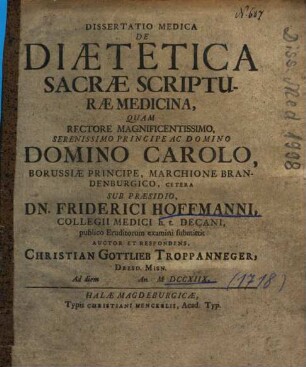 No. 607
DISSERTATIO MEDICA
DE
DIÆTETICA
SACRÆ SCRIPTU-
RÆ MEDICINA,
QUAM
RECTORE MAGNIFICENTISSIMO,
SERENISSIMO PRINCIPE AC DOMINO
DOMINO CAROLO,
BORUSSIÆ PRINCIPE, MARCHIONE BRAN-
DENBURGICO, CETERA
SUB PRÆSIDIO,
DN. FRIDERICI HOFFMANNI,
COLLEGII MEDICI h. t. DECANI,
publico Eruditorum examini submittit
AUCTOR ET RESPONDENS,
CHRISTIAN GOTTLIEB TROPPANNEGER,
DRESD. MISN.
Ad diem An. M DCCXIIX. (1718)
HALÆ MAGDEBURGICÆ,
Typis CHRISTIANI HENCKELII, Acad. Typ.
Diss. Med 1908